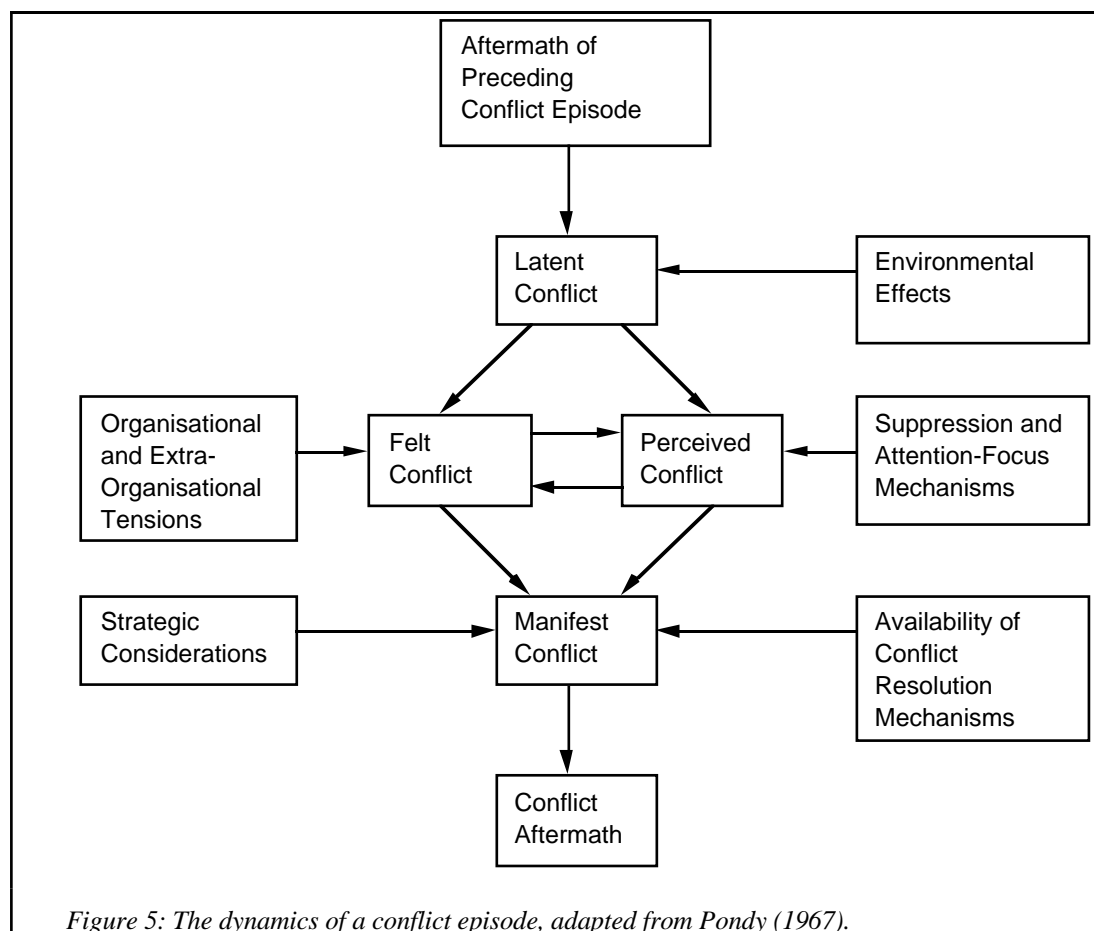 Aftermath of
Preceding
Conflict Episode
Latent
Conflict
Environmental
Effects
Organisational
and Extra-
Organisational
Tensions
Felt
Conflict
Perceived
Conflict
Suppression and
Attention-Focus
Mechanisms
Strategic
Considerations
Manifest
Conflict
Availability of
Conflict
Resolution
Mechanisms
Conflict
Aftermath
Figure 5: The dynamics of a conflict episode, adapted from Pondy (1967).